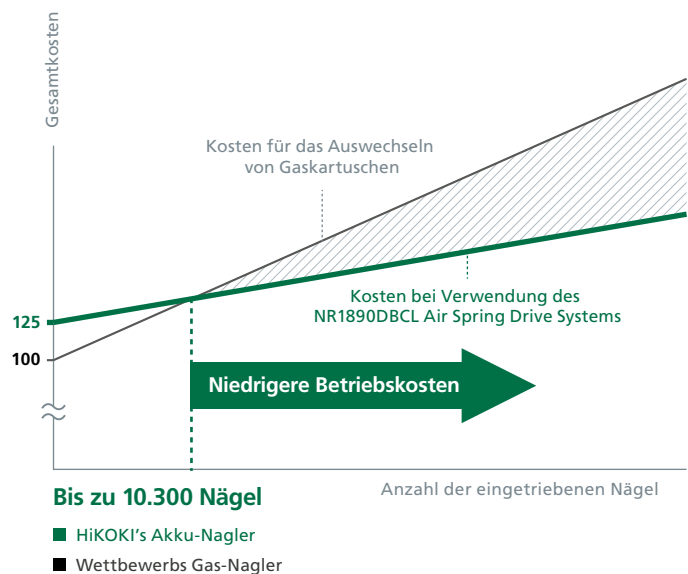 Gesamtkosten
Kosten für das Auswechseln
von Gaskartuschen
Kosten bei Verwendung des
NR1890DBCL Air Spring Drive Systems
125
100
Niedrigere Betriebskosten
Bis zu 10.300 Nägel
Anzahl der eingetriebenen Nägel
HiKOKI's Akku-Nagler
Wettbewerbs Gas-Nagler